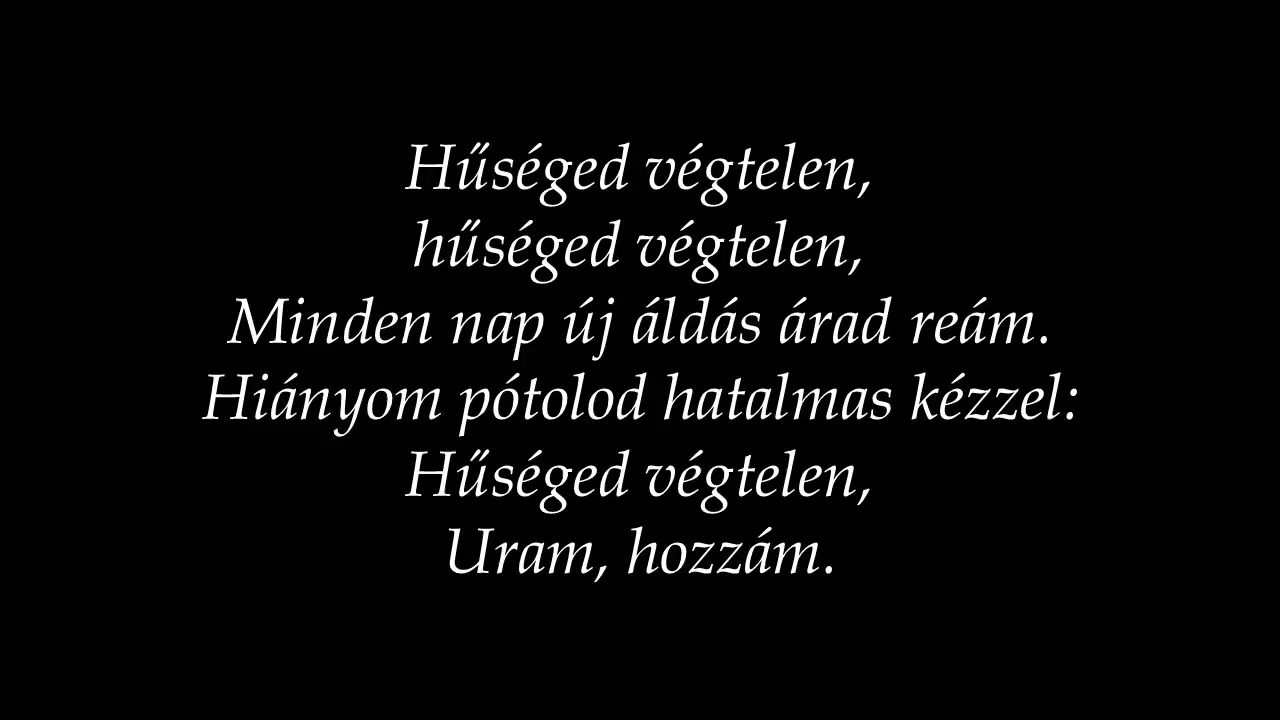 Hűséged végtelen,
hűséged végtelen,
Minden nap új áldás árad reám.
Hiányom pótolod hatalmas kézzel:
Hűséged végtelen,
Uram, hozzám.